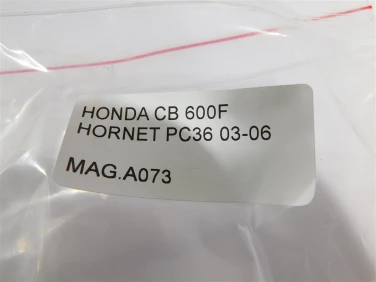 HONDA CB 600F
HORNET PC36 03-06
MAG.A073